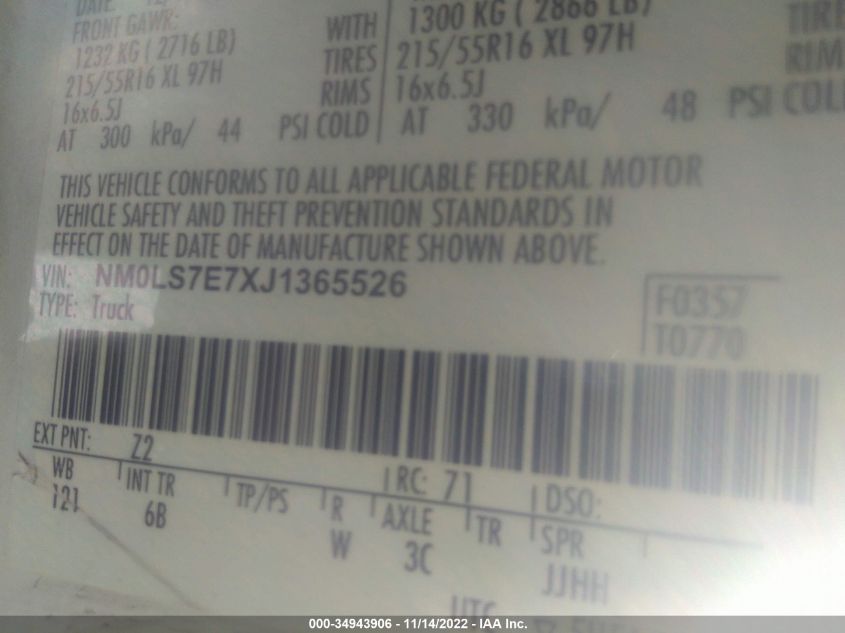 DATE: 12/
FRONT GAWR:
1232 KG ( 2716 LB) WITH 1300 KG ( 2866 LB)
215/55R16 XL 97H TIRES 215/55R16 XL 97H
16x6.5J RIMS 16x6.5J
AT 300 kPa/ 44 PSI COLD AT 330 kPa/ 48 PSI COL
THIS VEHICLE CONFORMS TO ALL APPLICABLE FEDERAL MOTOR
VEHICLE SAFETY AND THEFT PREVENTION STANDARDS IN
EFFECT ON THE DATE OF MANUFACTURE SHOWN ABOVE.
VIN: NM0LS7E7XJ1365526
TYPE: Truck
F0357
T0770
EXT PNT: Z2 RC: 71 DSO:
WB INT TR TP/PS R AXLE TR SPR
121 6B W 3C JJHH
UTC
000-34943906 - 11/14/2022 - IAA Inc.